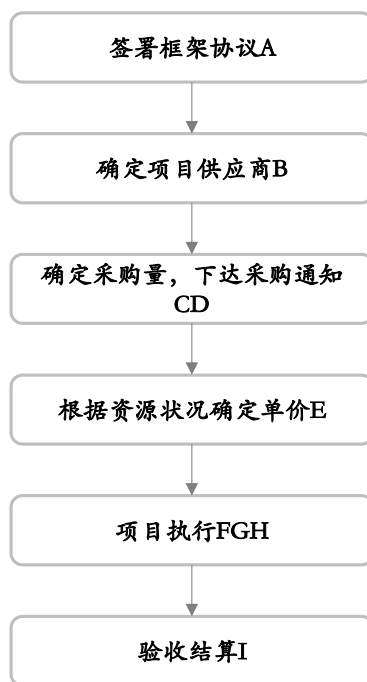 签署框架协议A
确定项目供应商B
确定采购量，下达采购通知
CD
根据资源状况确定单价E
项目执行FGH
验收结算I